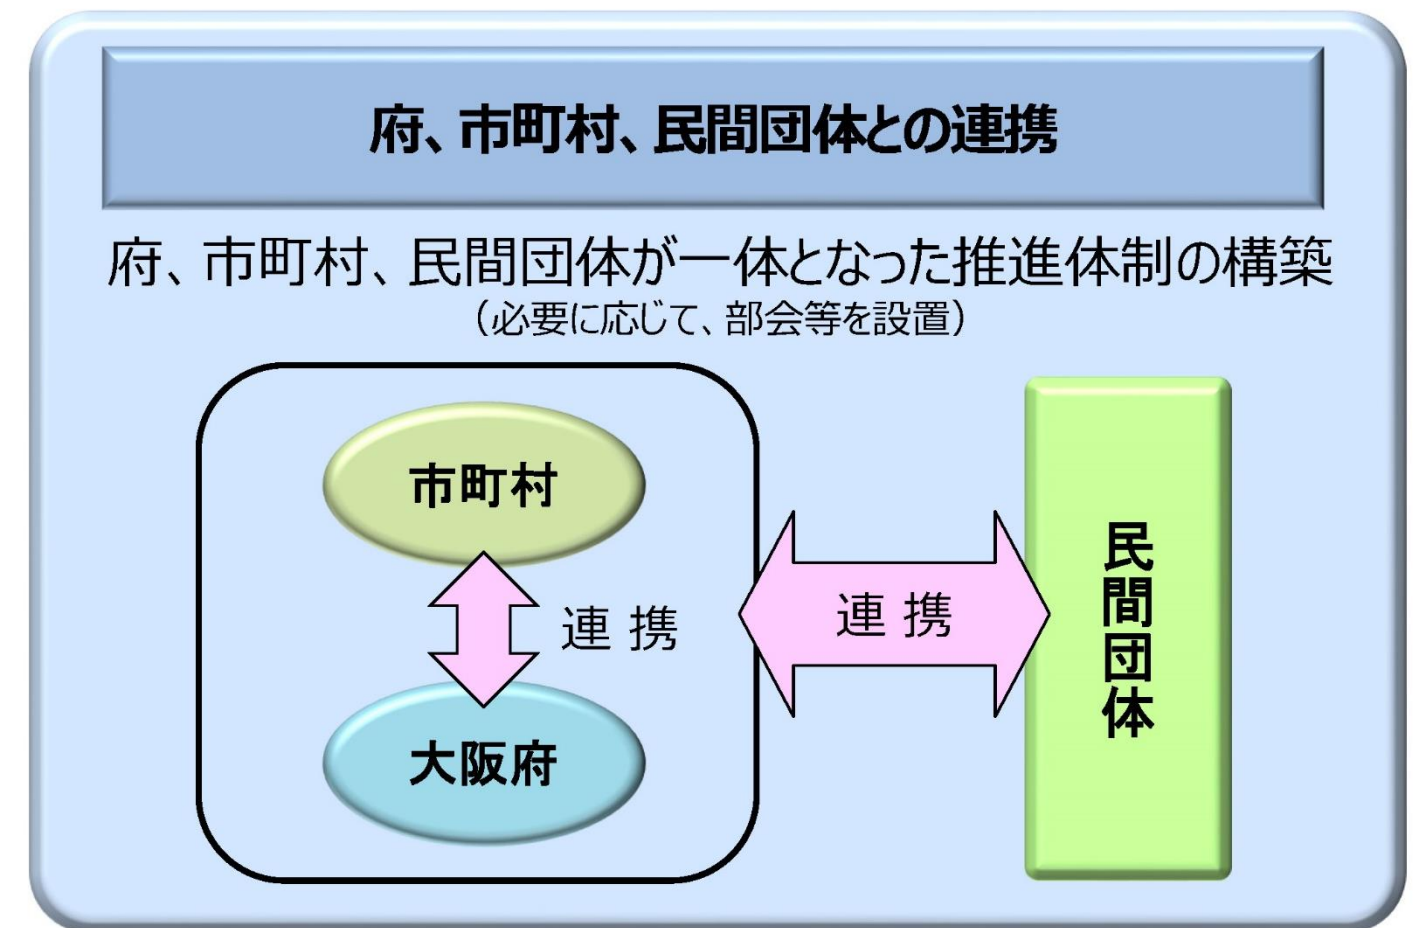 府、市町村、民間団体との連携
府、市町村、民間団体が一体となった推進体制の構築
（必要に応じて、部会等を設置）
市町村
連 携
大阪府
連 携
民間団体